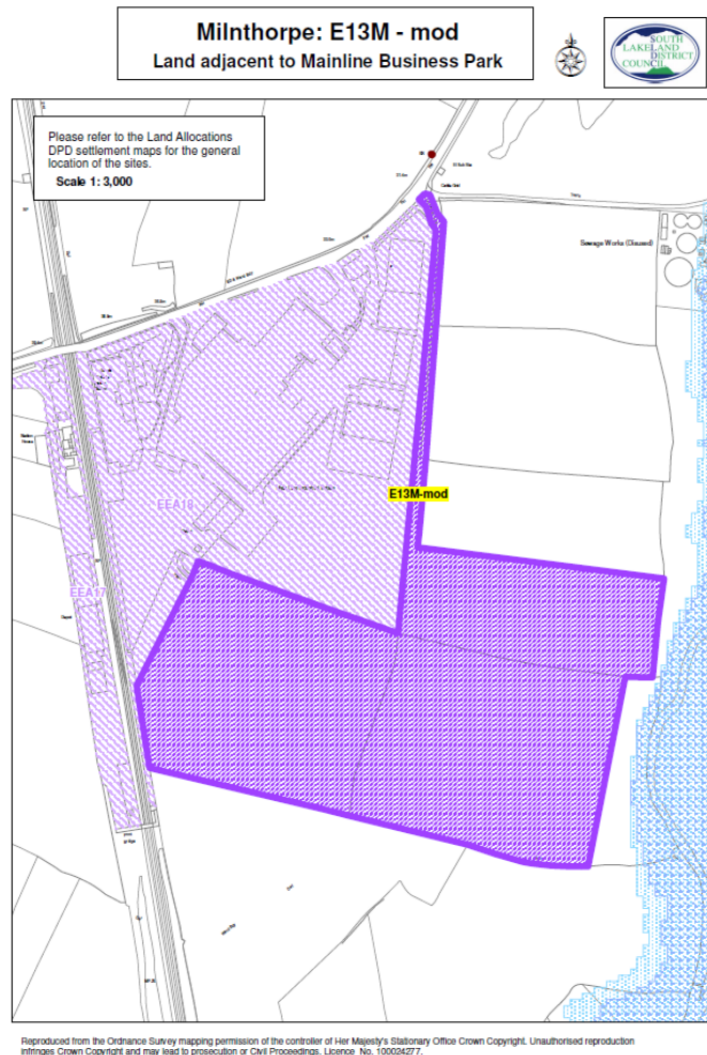 Milnthorpe: E13M - mod
Land adjacent to Mainline Business Park
SOUTH
LAKELAND
DISTRICT
COUNCIL
Please refer to the Land Allocations
DPD settlement maps for the general
location of the sites.
Scale 1: 3,000
Sewage Works (Disused)
E13M-mod
EEA18
EEA17
Reproduced from the Ordnance Survey mapping permission of the controller of Her Majesty's Stationary Office Crown Copyright. Unauthorised reproduction
infringes Crown Copyright and may lead to prosecution or Civil Proceedings. Licence No. 100024277.